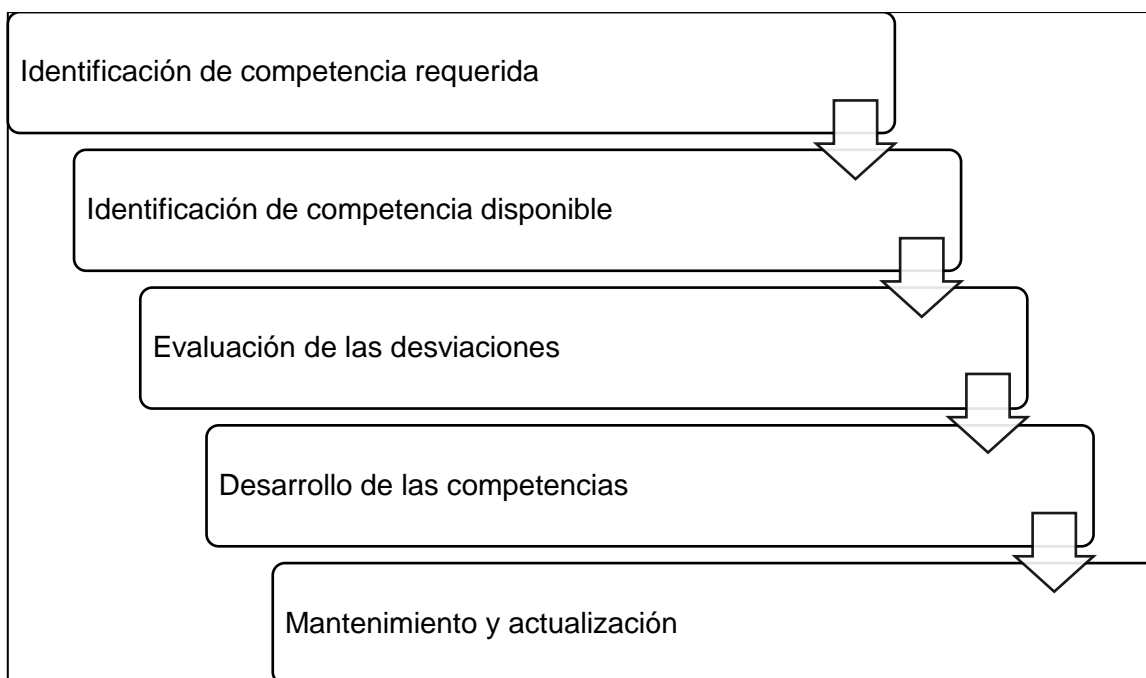 Identificación de competencia requerida
Identificación de competencia disponible
Evaluación de las desviaciones
Desarrollo de las competencias
Mantenimiento y actualización